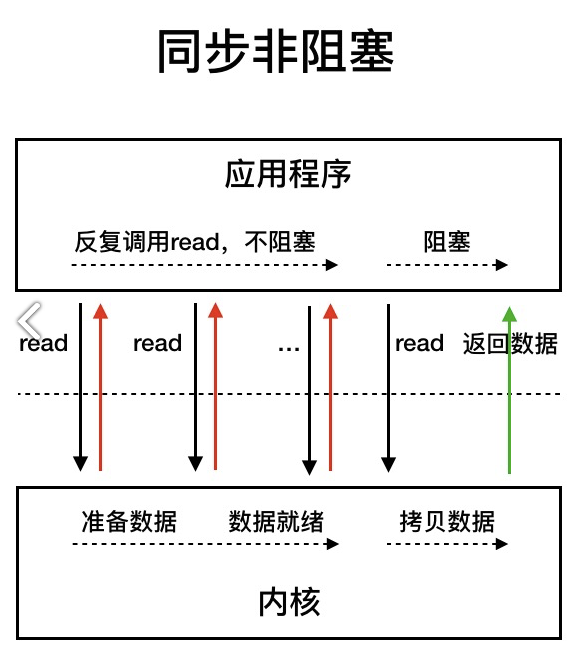 同步非阻塞
应用程序
反复调用read，不阻塞
阻塞
read
read
...
read
返回数据
准备数据
数据就绪
拷贝数据
内核